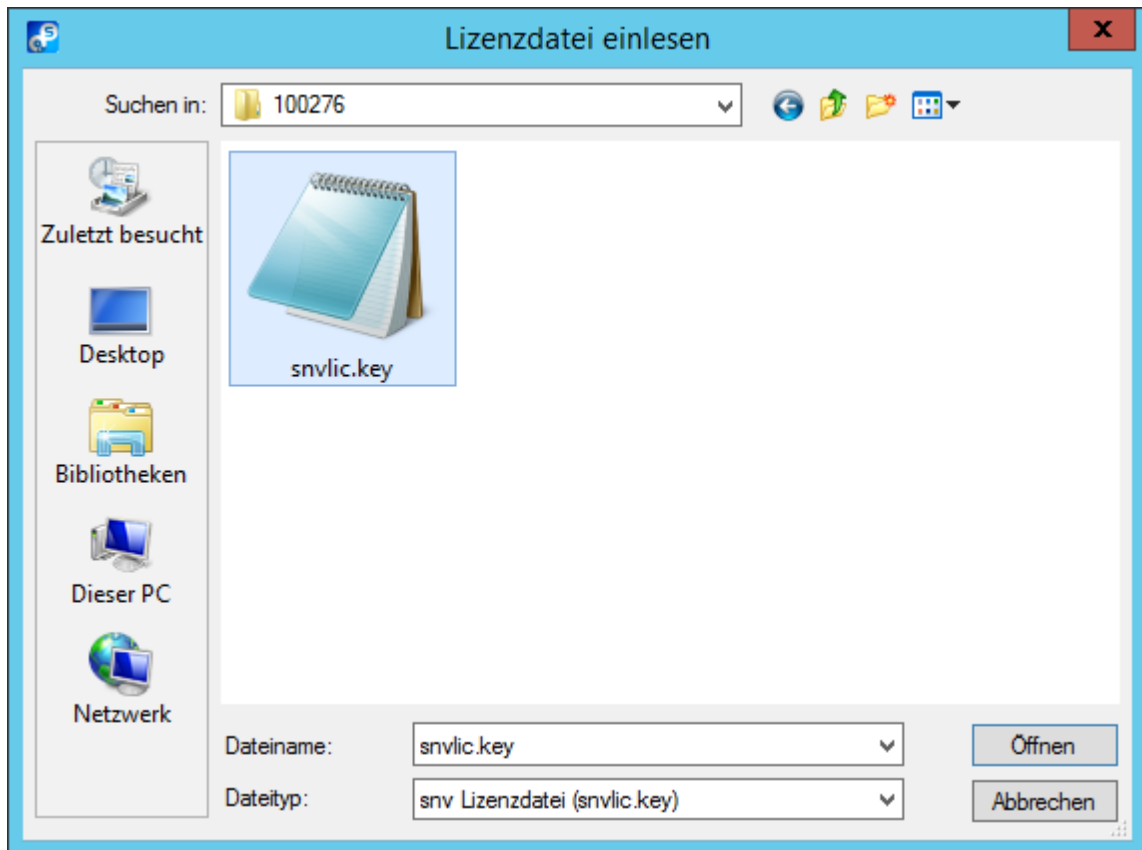 Lizenzdatei einlesen
Suchen in:
100276
Zuletzt besucht
Desktop
Bibliotheken
Dieser PC
Netzwerk
snvlic.key
Dateiname:
snvlic.key
Öffnen
Dateityp:
snv Lizenzdatei (snvlic.key)
Abbrechen